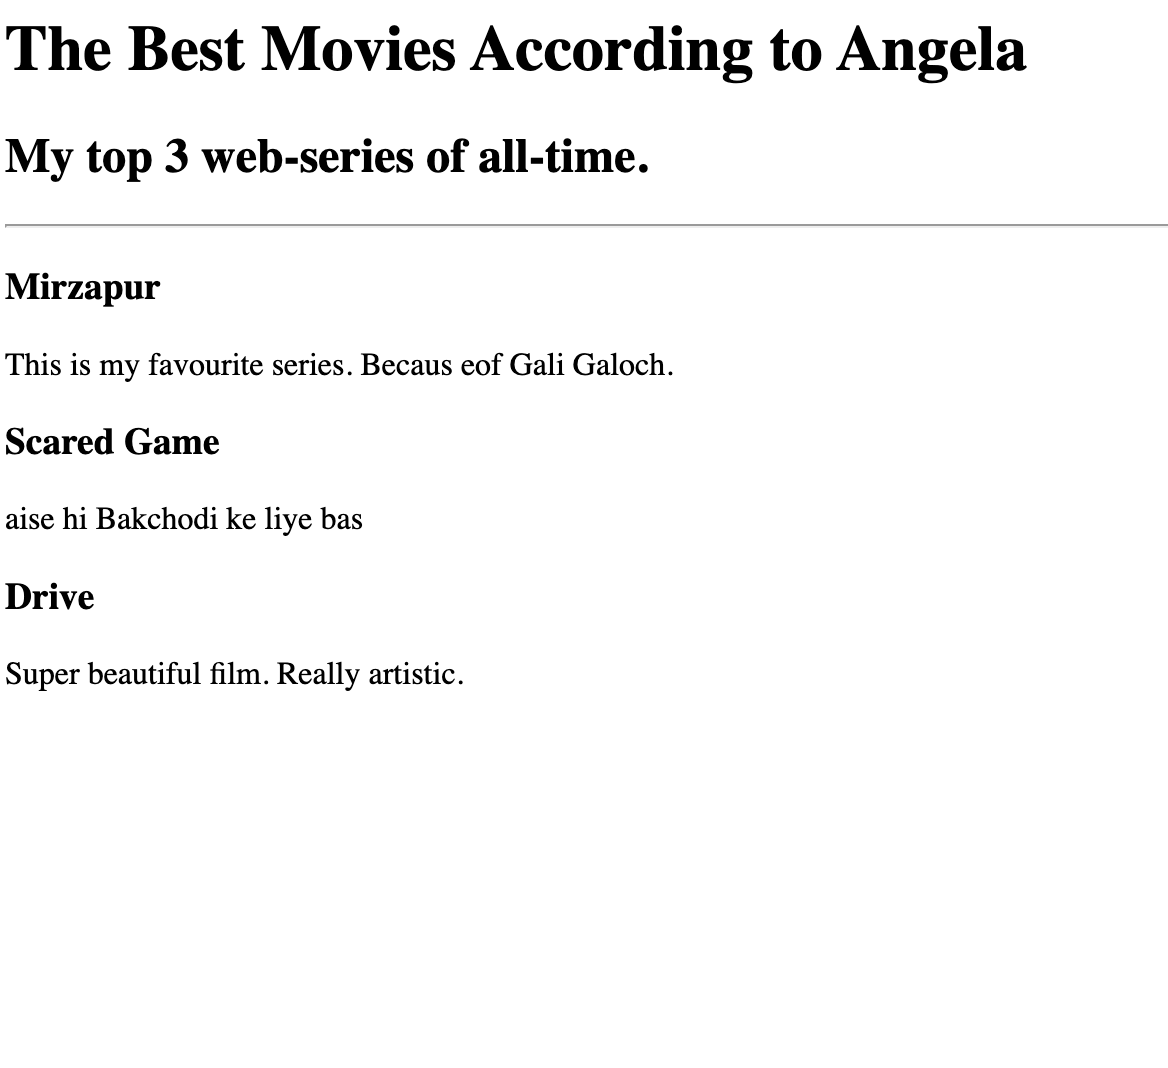 The Best Movies According to Angela
My top 3 web-series of all-time.
Mirzapur
This is my favourite series. Becaus eof Gali Galoch.
Scared Game
aise hi Bakchodi ke liye bas
Drive
Super beautiful film. Really artistic.